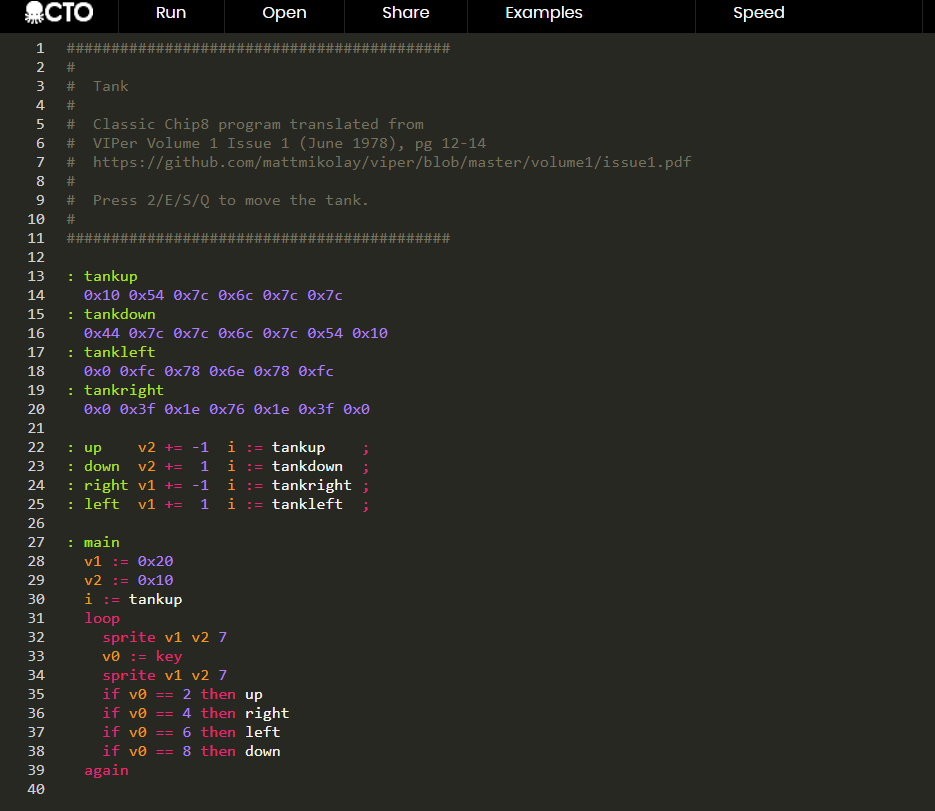 CTO Run Open Share Examples Speed
1 ###########################################
2 #
3 #  Tank
4 #
5 #  Classic Chip8 program translated from
6 #  VIPer Volume 1 Issue 1 (June 1978), pg 12-14
7 #  https://github.com/mattmikolay/viper/blob/master/volume1/issue1.pdf
8 #
9 #  Press 2/E/S/Q to move the tank.
10 #
11 ###########################################
12
13 : tankup
14   0x10 0x54 0x7c 0x6c 0x7c 0x7c
15 : tankdown
16   0x44 0x7c 0x7c 0x6c 0x7c 0x54 0x10
17 : tankleft
18   0x0 0xfc 0x78 0x6e 0x78 0xfc
19 : tankright
20   0x0 0x3f 0x1e 0x76 0x1e 0x3f 0x0
21
22 : up    v2 += -1  i := tankup    ;
23 : down  v2 +=  1  i := tankdown  ;
24 : right v1 += -1  i := tankright ;
25 : left  v1 +=  1  i := tankleft  ;
26
27 : main
28   v1 := 0x20
29   v2 := 0x10
30   i := tankup
31   loop
32     sprite v1 v2 7
33     v0 := key
34     sprite v1 v2 7
35     if v0 == 2 then up
36     if v0 == 4 then right
37     if v0 == 6 then left
38     if v0 == 8 then down
39   again
40